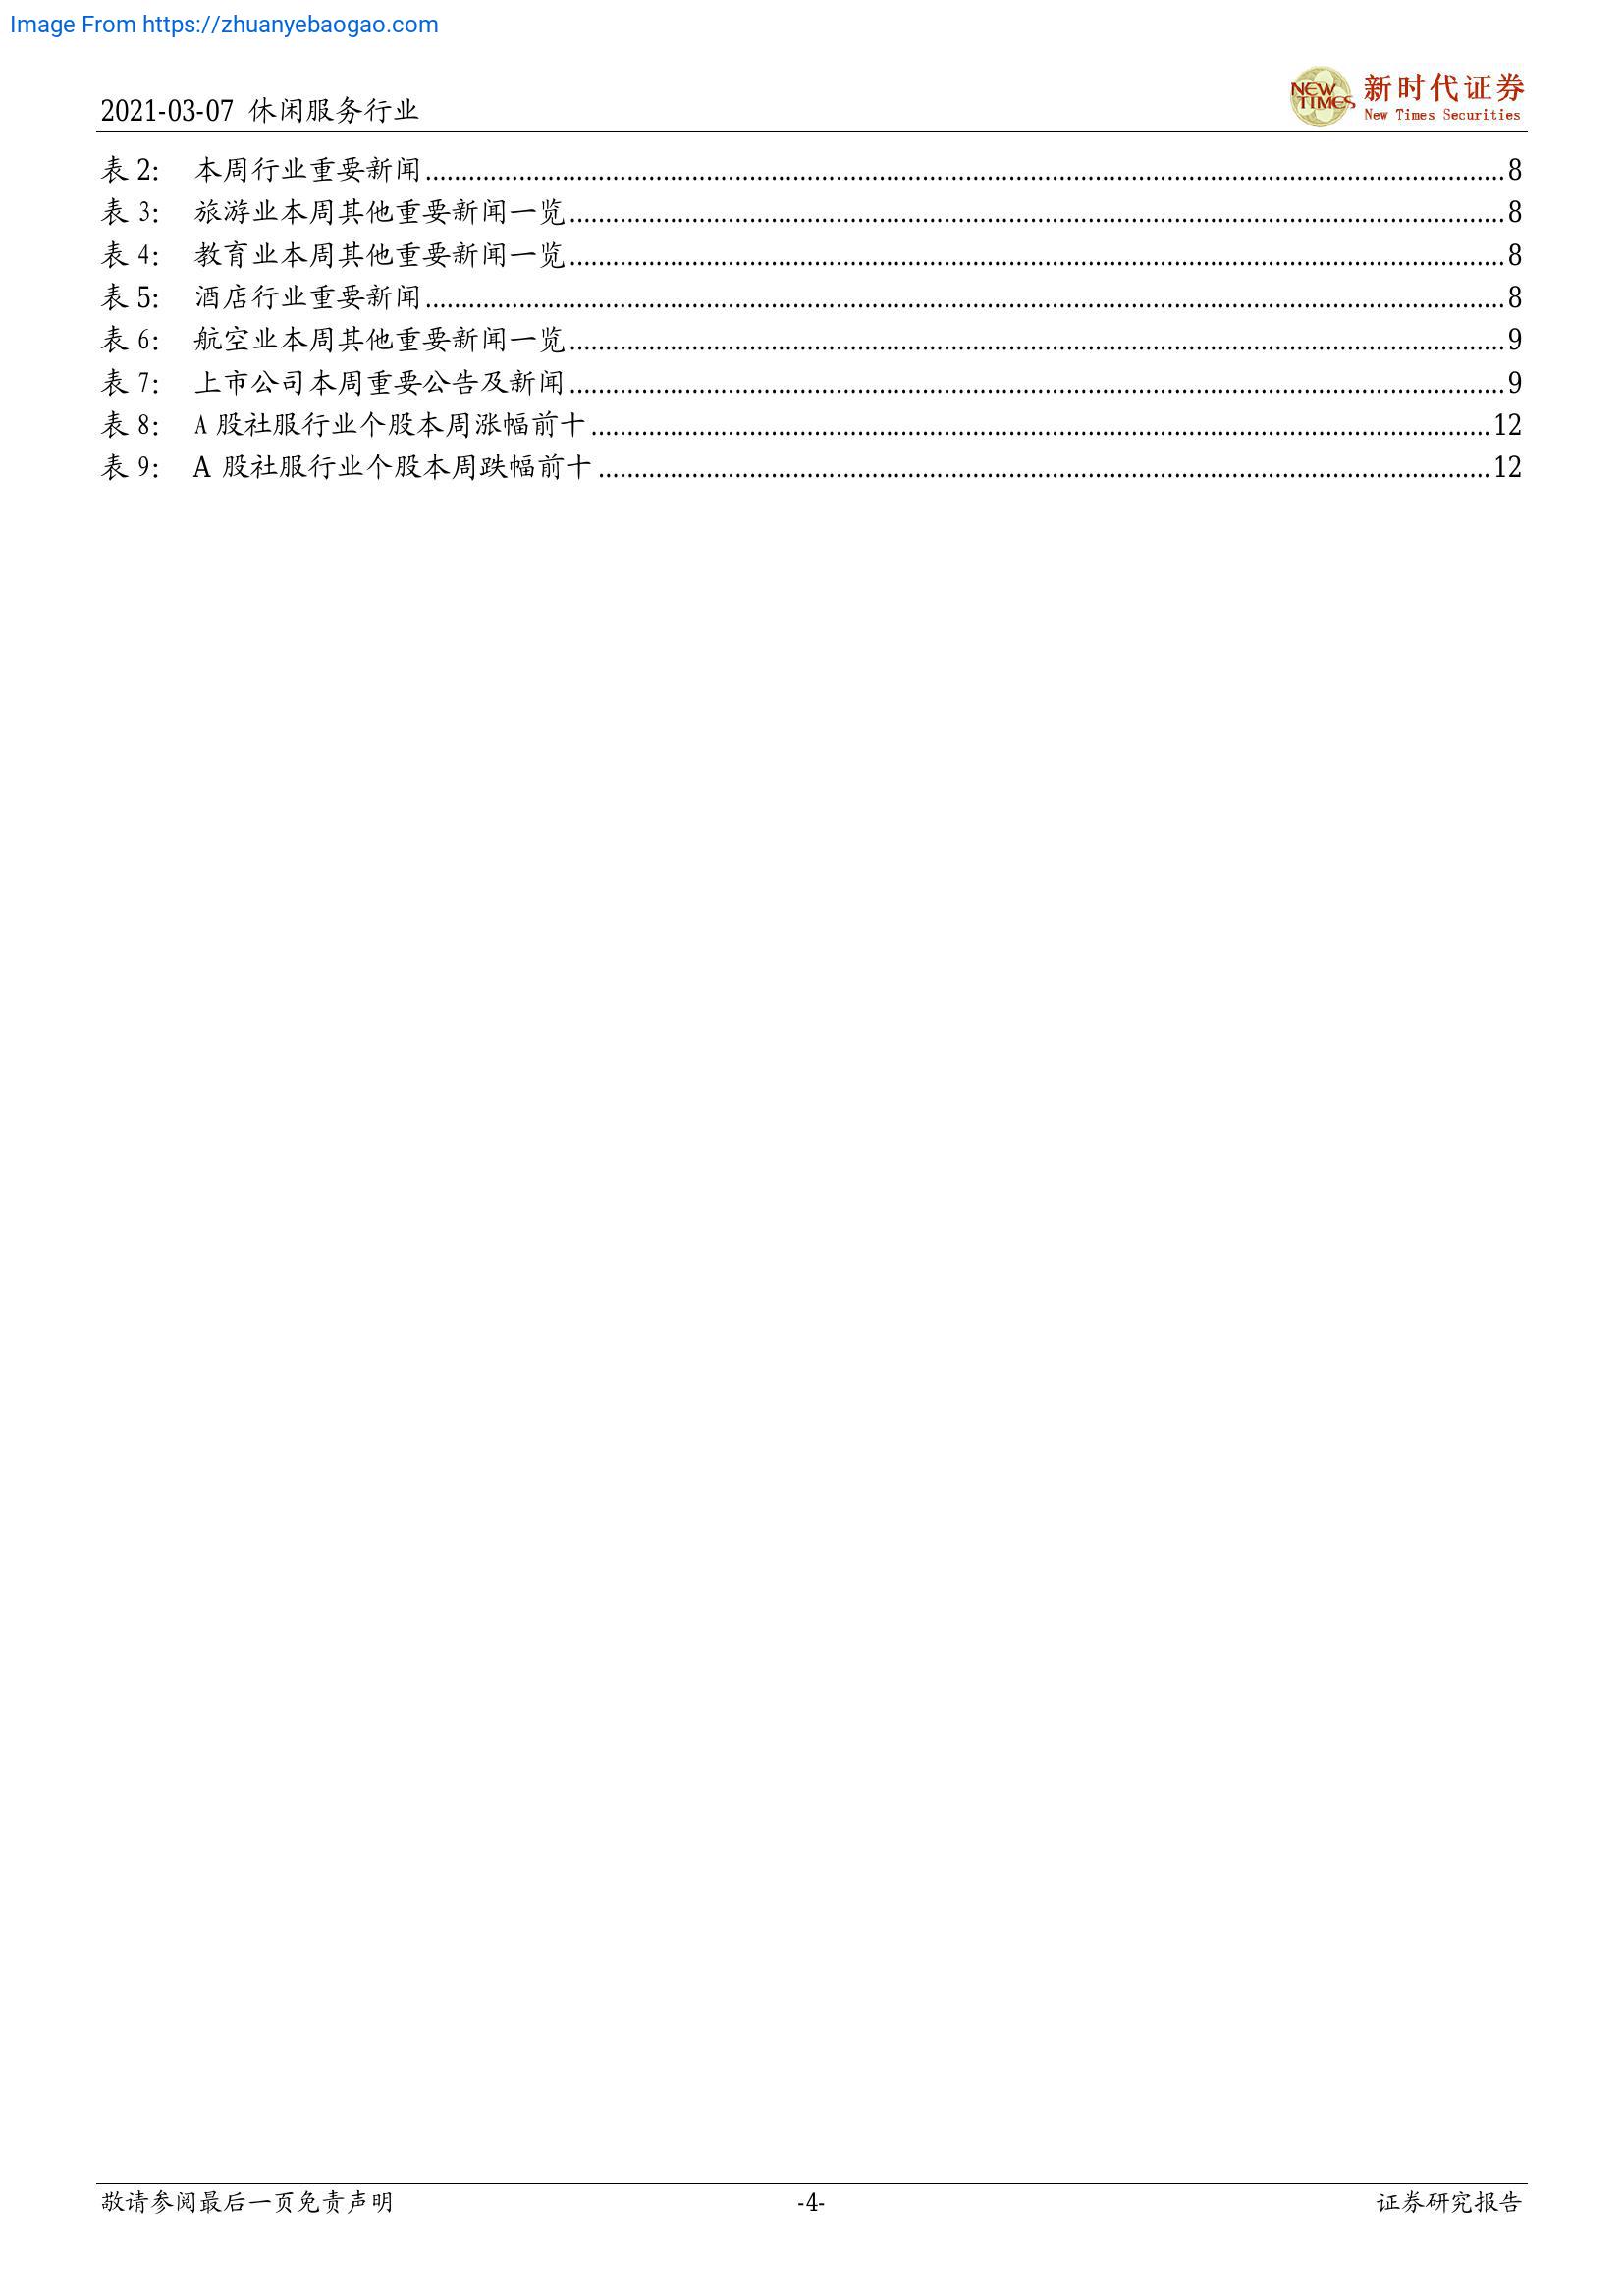 Image From https://zhuanyebaogao.com
2021-03-07 休闲服务行业
NEW TIMES
新时代证券
New Times Securities
表 2: 本周行业重要新闻........8
表 3: 旅游业本周其他重要新闻一览........8
表 4: 教育业本周其他重要新闻一览........8
表 5: 酒店行业重要新闻........8
表 6: 航空业本周其他重要新闻一览........9
表 7: 上市公司本周重要公告及新闻........9
表 8: A 股社服行业个股本周涨幅前十........12
表 9: A 股社服行业个股本周跌幅前十........12
敬请参阅最后一页免责声明
-4-
证券研究报告